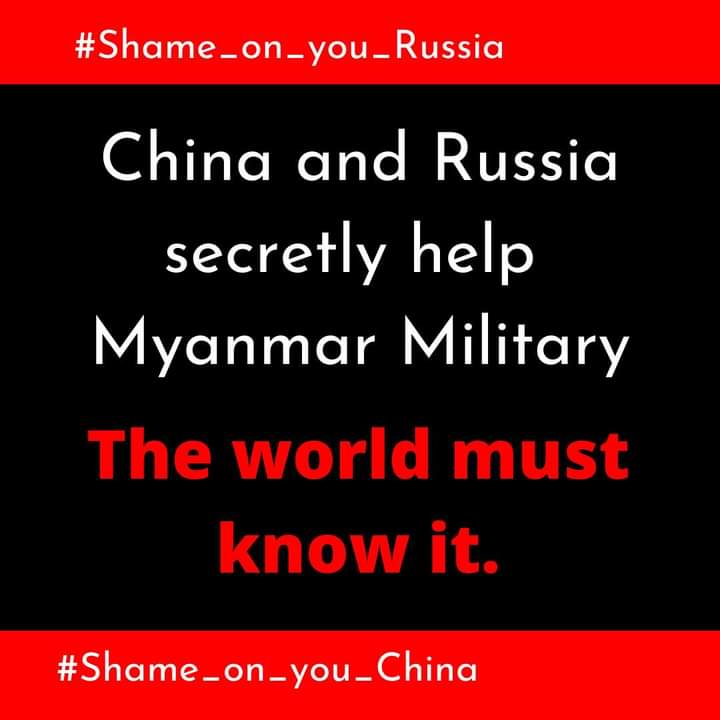 #Shame_on_you_Russia
China and Russia
secretly help
Myanmar Military
The world must
know it.
#Shame_on_you_China